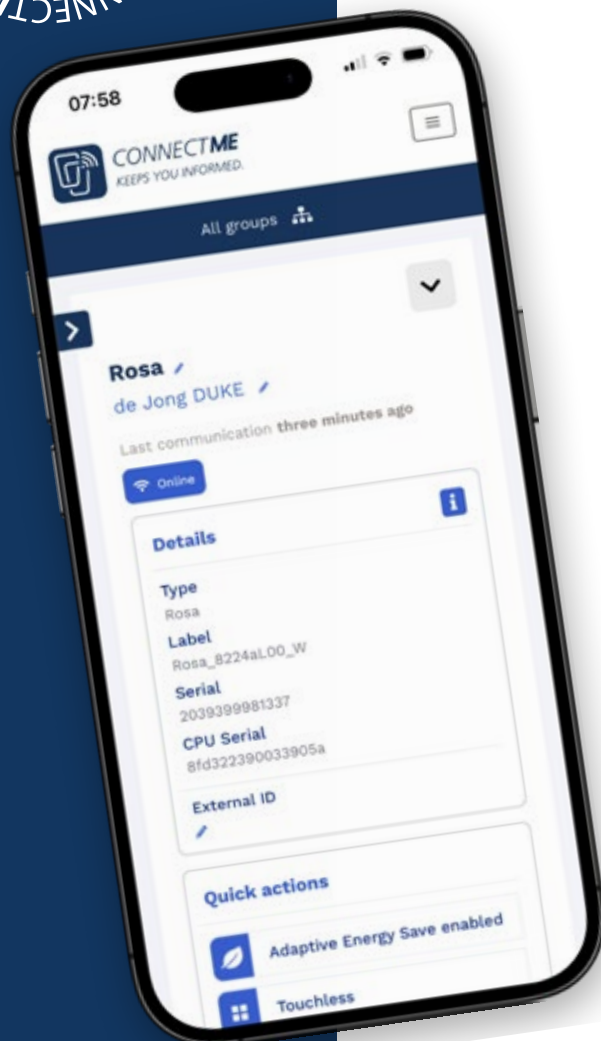 07:58
CONNECTME
KEEPS YOU INFORMED.
All groups
Rosa
de Jong DUKE
Last communication three minutes ago
Online
Details
Type
Rosa
Label
Rosa_8224aL00_W
Serial
2039399981337
CPU Serial
8fd322390033905a
External ID
Quick actions
Adaptive Energy Save enabled
Touchless